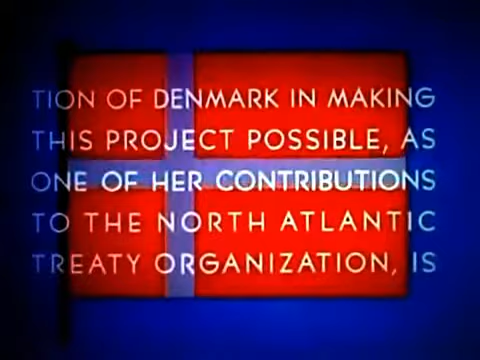 TION OF DENMARK IN MAKING
THIS PROJECT POSSIBLE, AS
ONE OF HER CONTRIBUTIONS
TO THE NORTH ATLANTIC
TREATY ORGANIZATION, IS